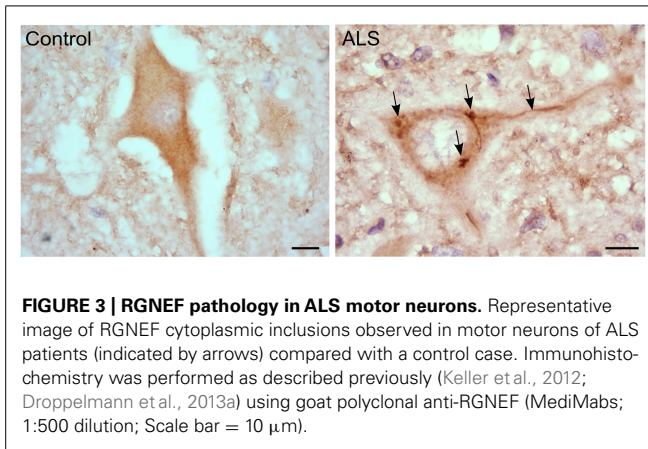 Control
ALS
FIGURE 3 | RGNEF pathology in ALS motor neurons. Representative
image of RGNEF cytoplasmic inclusions observed in motor neurons of ALS
patients (indicated by arrows) compared with a control case. Immunohisto-
chemistry was performed as described previously (Keller et al., 2012;
Droppelmann et al., 2013a) using goat polyclonal anti-RGNEF (MediMabs;
1:500 dilution; Scale bar = 10 μm).